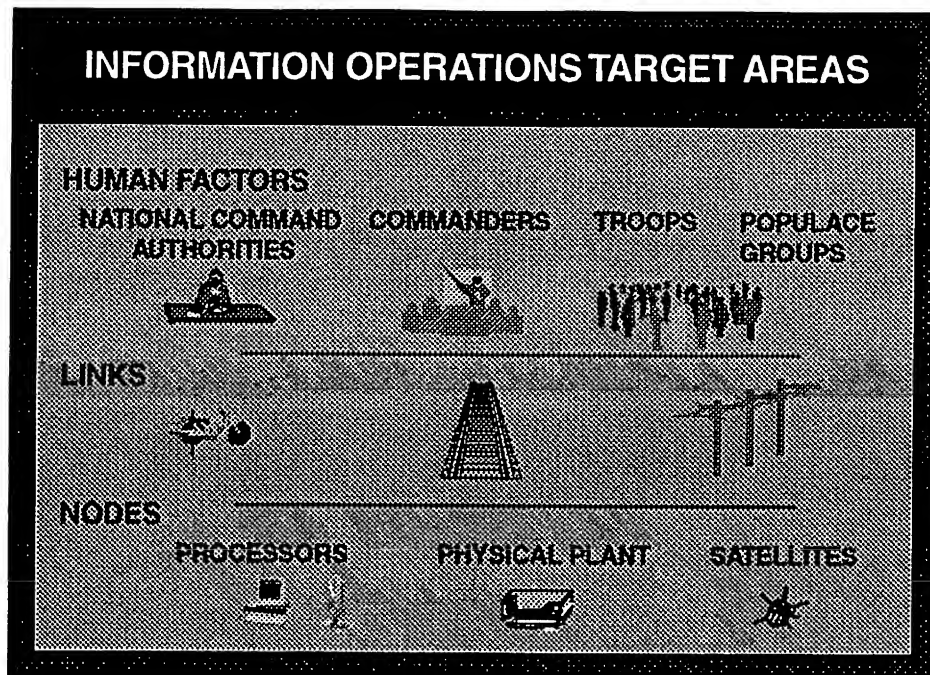 INFORMATION OPERATIONS TARGET AREAS
HUMAN FACTORS
NATIONAL COMMAND AUTHORITIES
COMMANDERS
TROOPS
POPULACE GROUPS
LINKS
NODES
PROCESSORS
PHYSICAL PLANT
SATELLITES